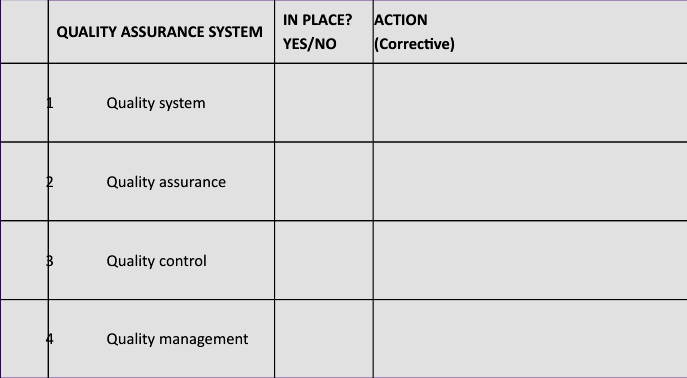 QUALITY ASSURANCE SYSTEM
IN PLACE?
YES/NO
ACTION
(Corrective)
1 Quality system
2 Quality assurance
3 Quality control
4 Quality management